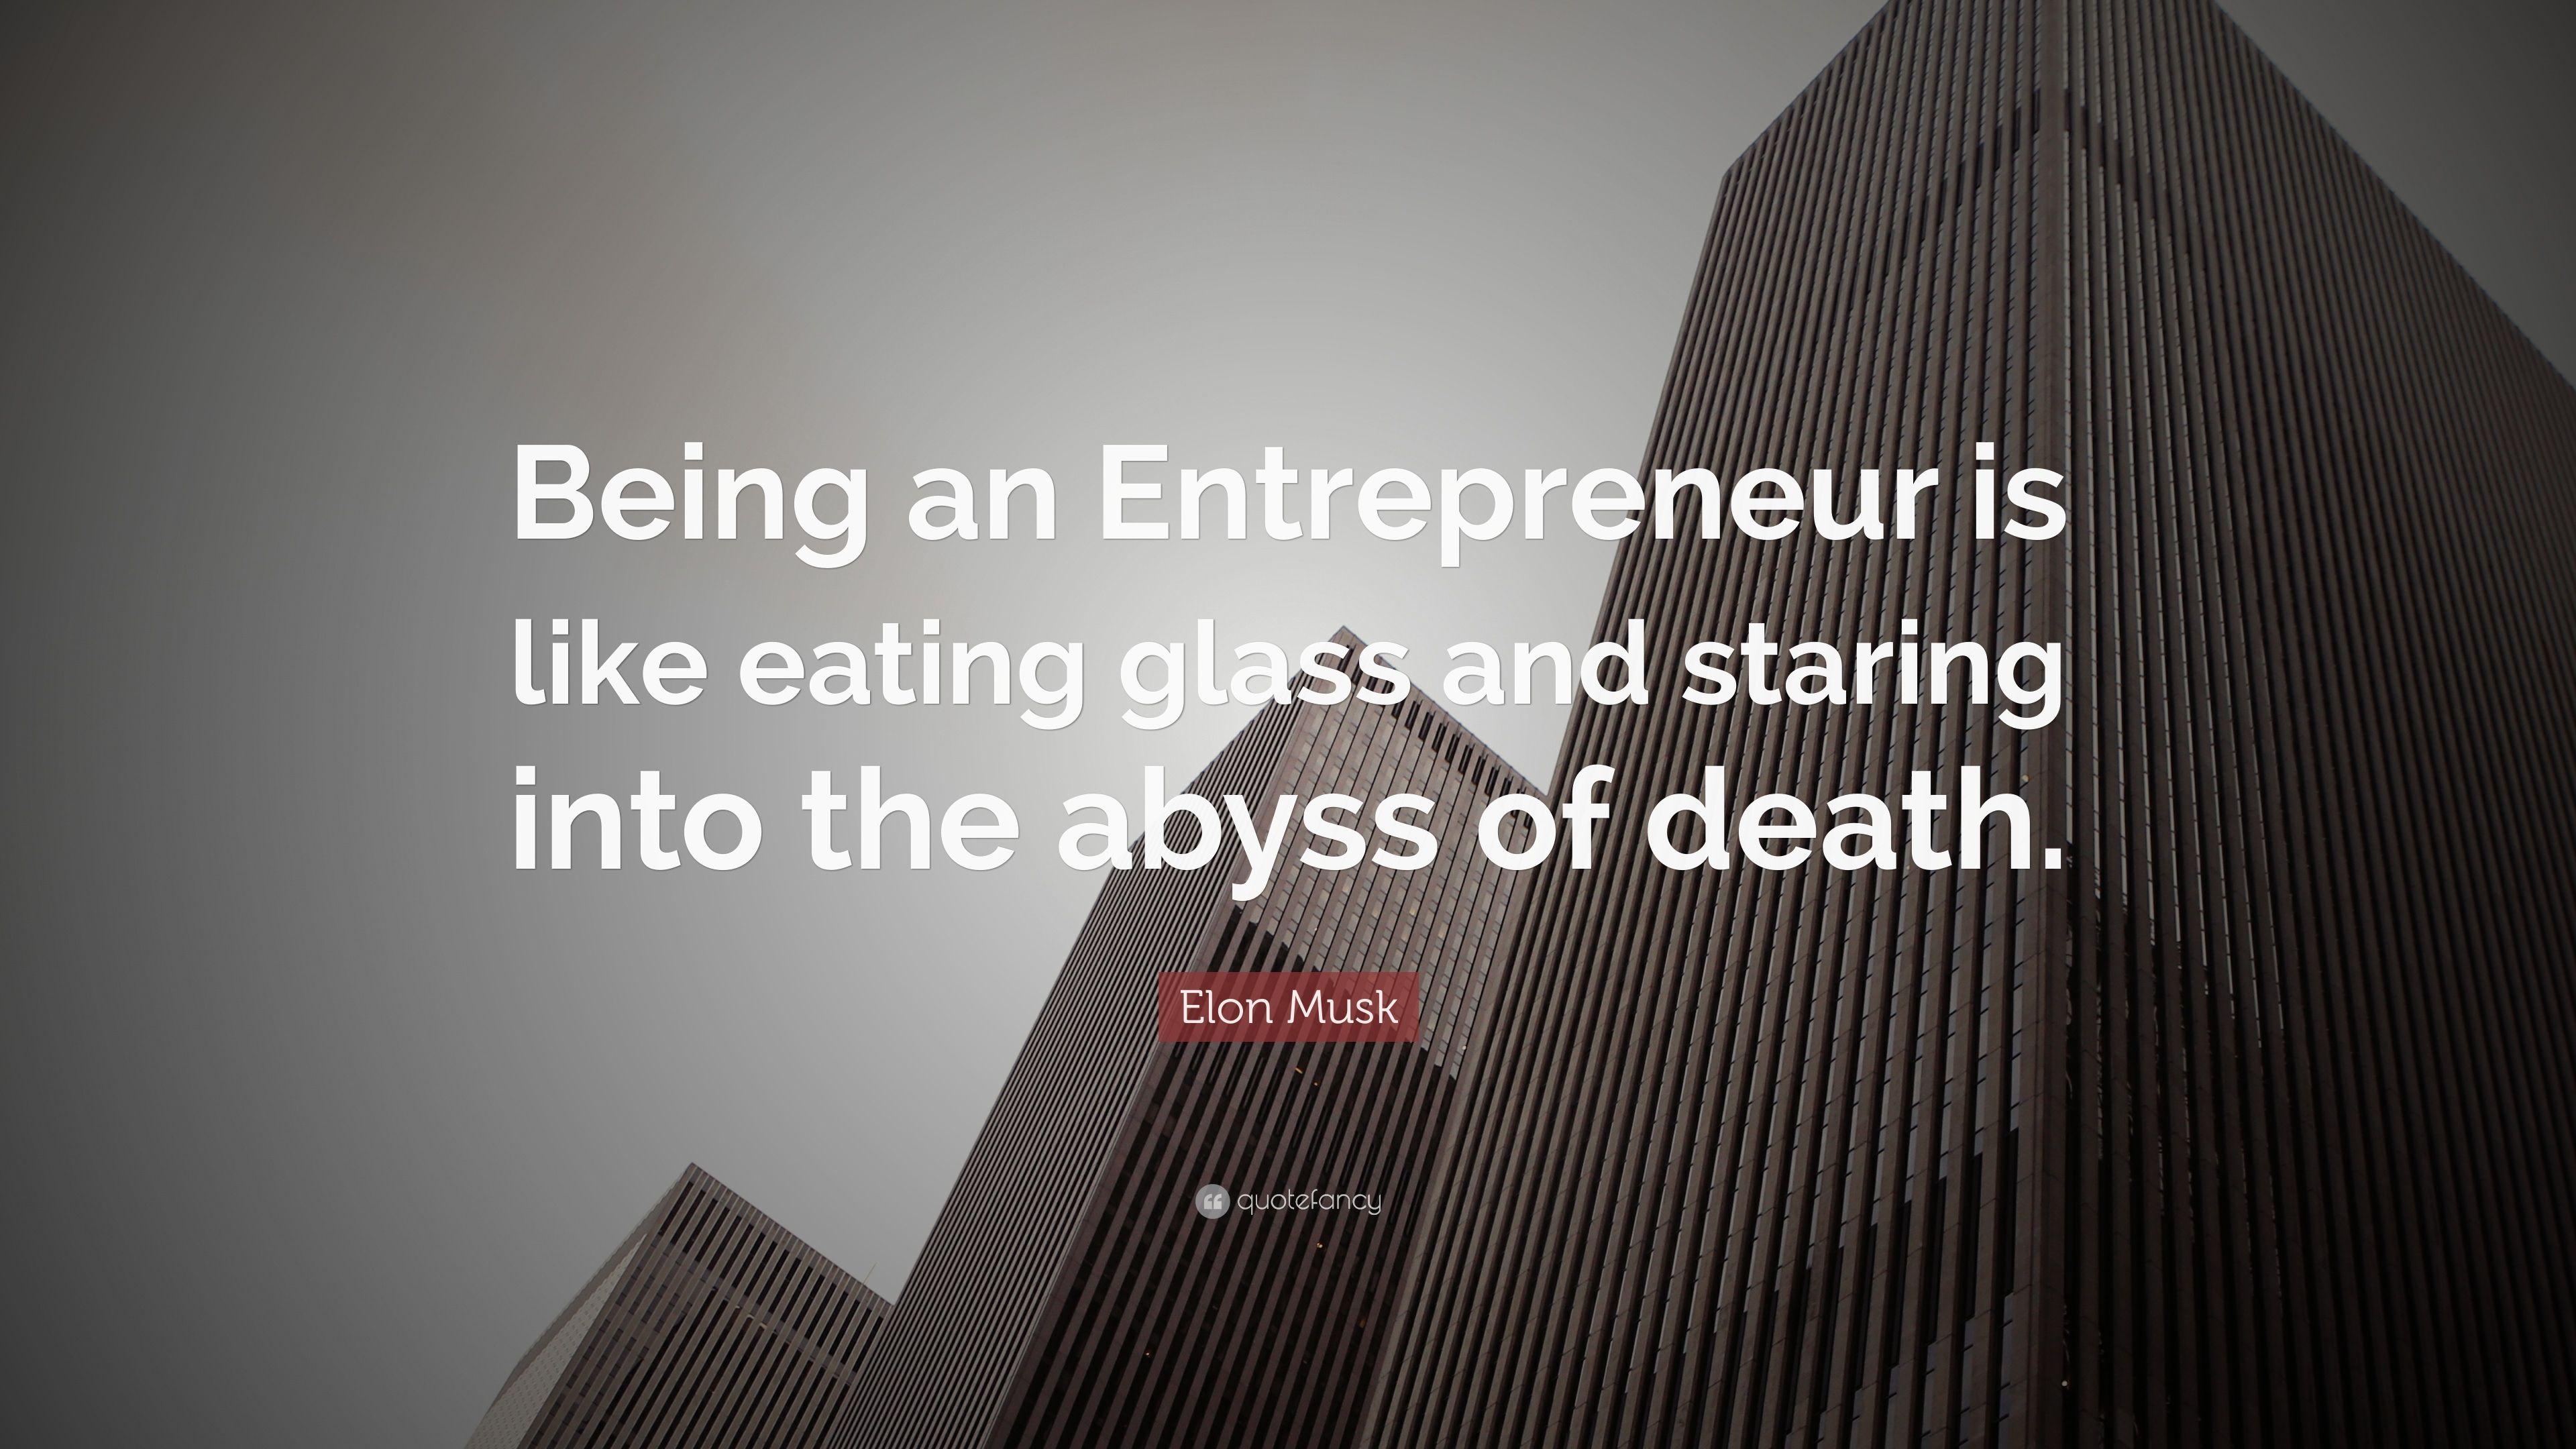 Being an Entrepreneur is
like eating glass and staring
into the abyss of death.
Elon Musk
quotefancy